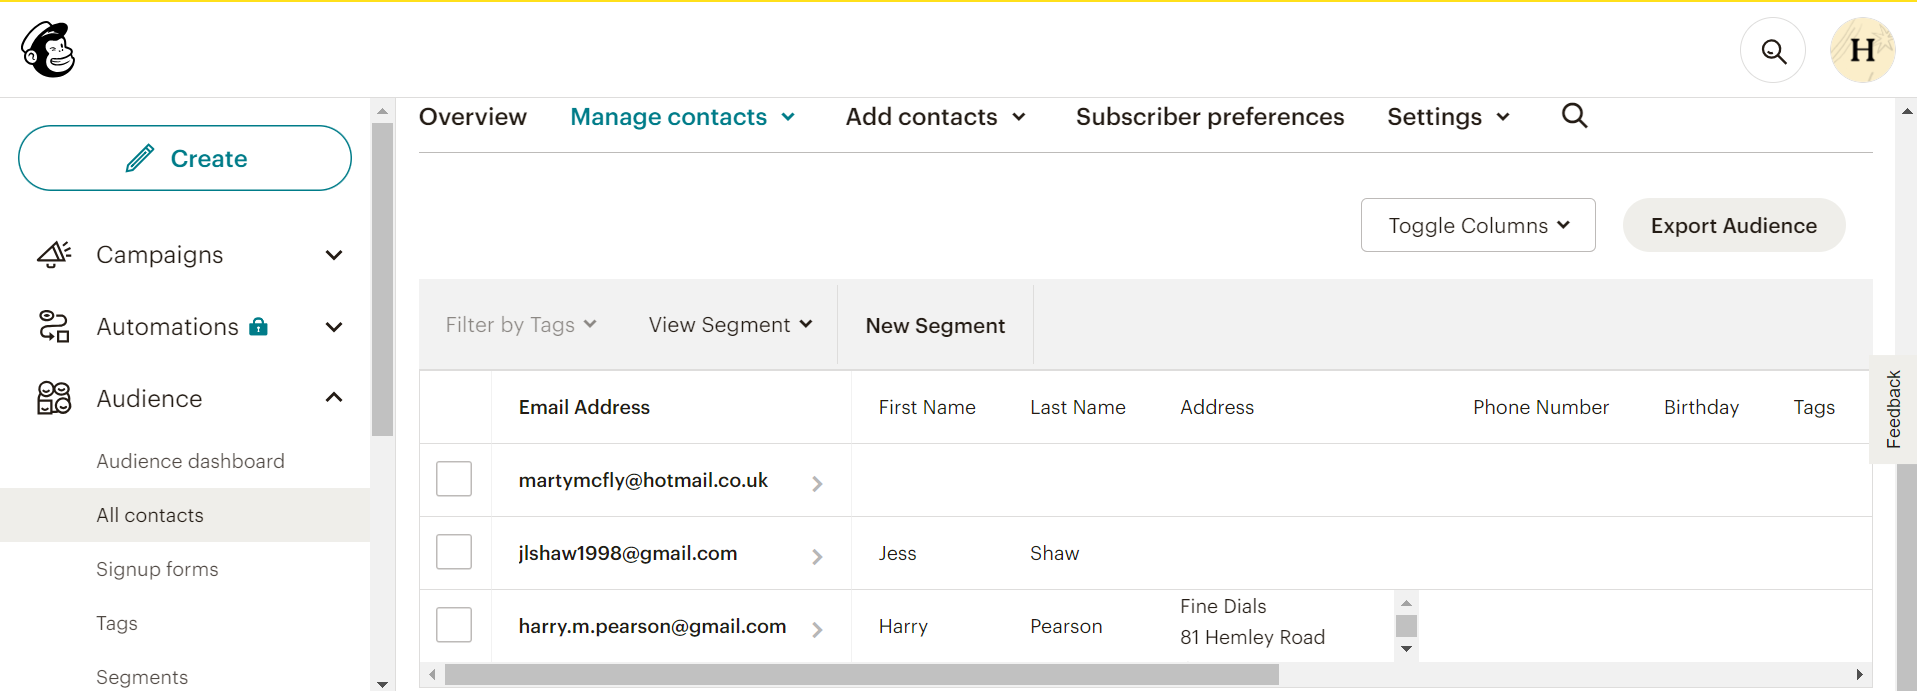 H
Overview Manage contacts Add contacts Subscriber preferences Settings
Create
Toggle Columns Export Audience
Campaigns
Filter by Tags View Segment New Segment
Automations
Audience
Email Address First Name Last Name Address Phone Number Birthday Tags
Feedback
Audience dashboard
martymcfly@hotmail.co.uk
All contacts
jlshaw1998@gmail.com Jess Shaw
Signup forms
Fine Dials
harry.m.pearson@gmail.com Harry Pearson
81 Hemley Road
Tags
Segments